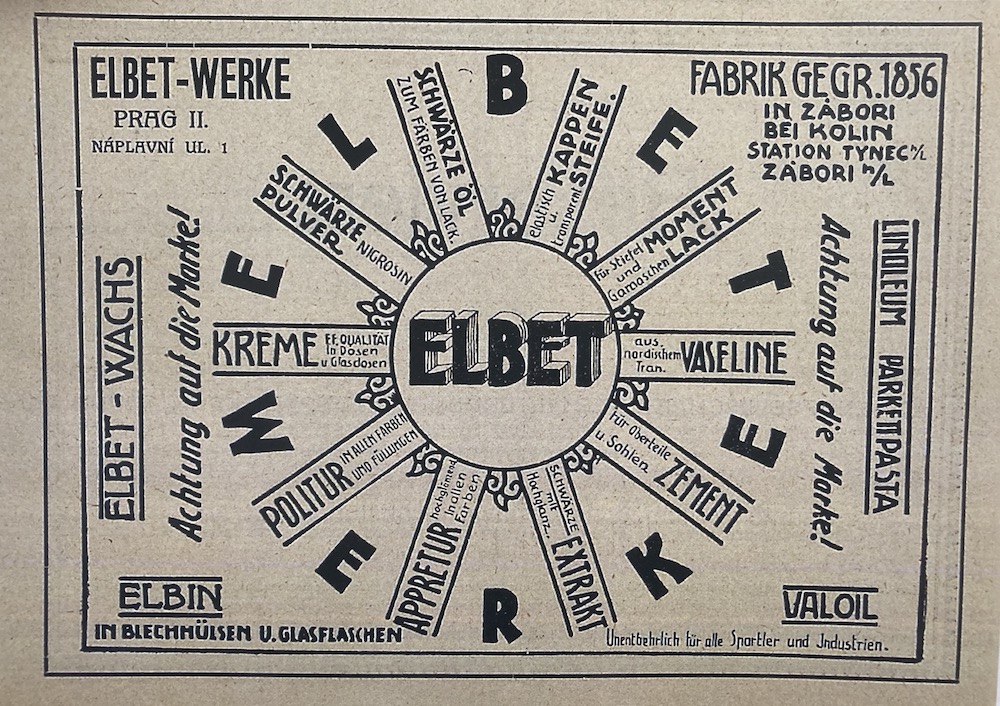 ELBET-WERKE
PRAG II.
NÁPLAVNÍ UL. 1
FABRIK GEGR. 1856
IN ZÁBORI
BEI KOLIN
STATION TYNEC n/L
ZÁBORI n/L
ELBET-WACHS
Achtung auf die Marke!
E
L
B
E
T
E
K
R
E
W
E
ELBET
SCHWÄRZE ÖL
ZUM FÄRBEN VON LACK.
elastisch
u.
transparent
KAPPEN
STEIFE.
für Stiefel
und
Gamaschen
MOMENT
LACK
aus.
nordischem
Tran.
VASELINE
für Oberteile
u. Sohlen
ZEMENT
SCHWÄRZE
mit
Hochglanz
EXTRAKT
APPRETUR
hochglänzend
In allen
Farben
POLITUR
IN ALLEN FARBEN
UND FÜLLUNGEN
KREME
FF. QUALITÄT
In Dosen
u Glasdosen
SCHWÄRZE
PULVER
NIGROSIN
Achtung auf die Marke!
LINOLEUM PARKETTPASTA
ELBIN
IN BLECHHÜLSEN U. GLASFLASCHEN
VALOIL
Unentbehrlich für alle Sportler und Industrien.